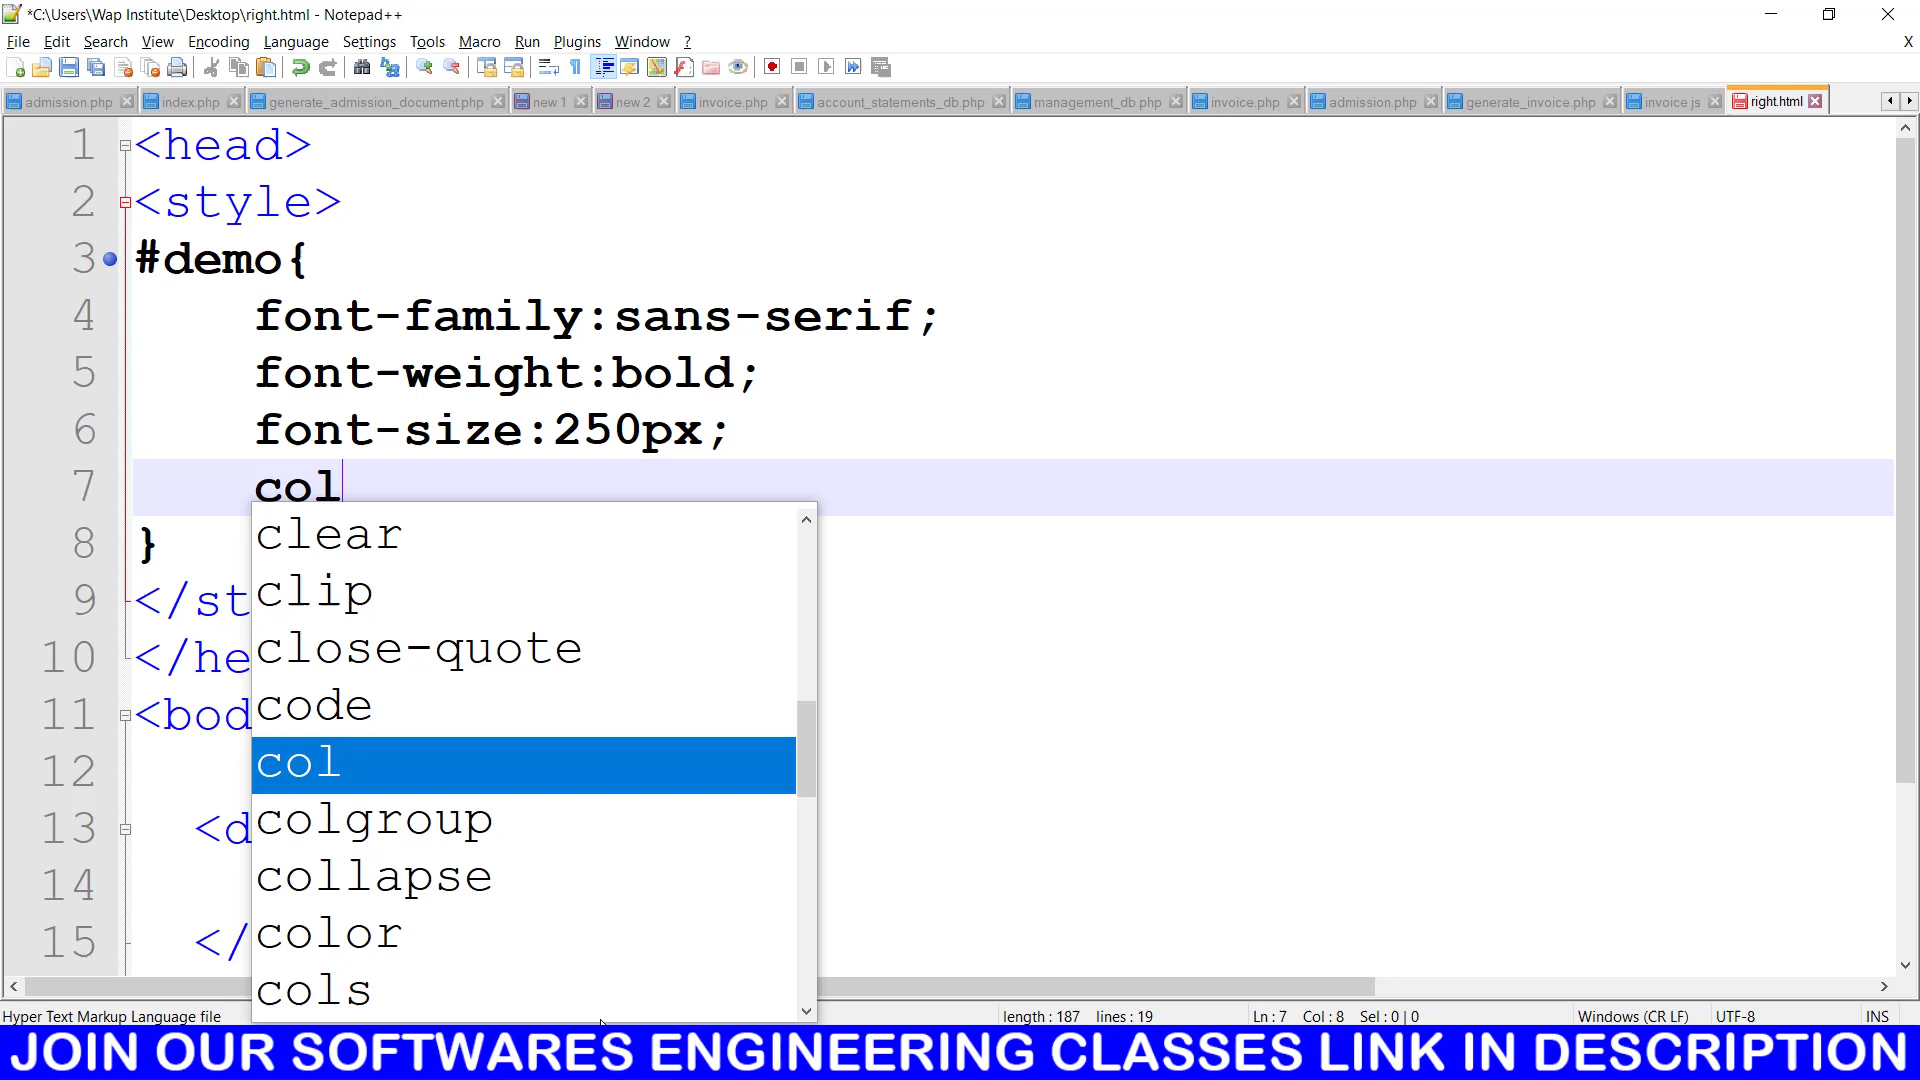 *C:\Users\Wap Institute\Desktop\right.html - Notepad++
File Edit Search View Encoding Language Settings Tools Macro Run Plugins Window ? X
admission.php index.php generate_admission_document.php new 1 new 2 invoice.php account_statements_db.php management_db.php invoice.php admission.php generate_invoice.php invoice.js right.html
1 <head>
2 <style>
3 #demo{
4 font-family:sans-serif;
5 font-weight:bold;
6 font-size:250px;
7 col
clear
8 }
clip
9 </st
close-quote
10 </he
code
11 <bod
col
12
colgroup
13 <d
collapse
14
color
15 </
cols
Hyper Text Markup Language file length : 187 lines : 19 Ln : 7 Col : 8 Sel : 0 | 0 Windows (CR LF) UTF-8 INS
JOIN OUR SOFTWARES ENGINEERING CLASSES LINK IN DESCRIPTION